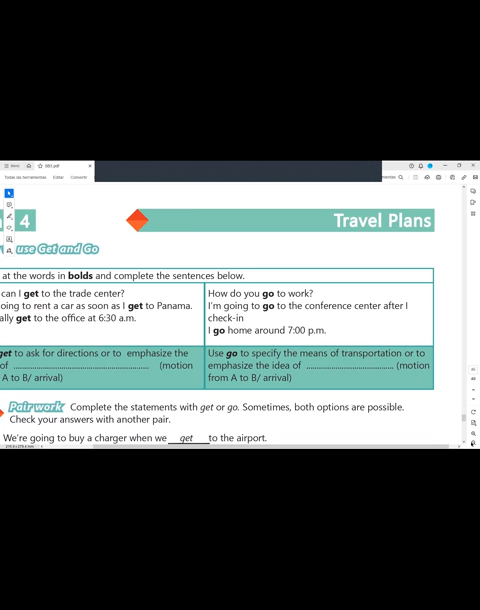 Menú
SB1.pdf
×
Todas las herramientas Editar Convertir
4
Travel Plans
use Get and Go
at the words in bolds and complete the sentences below.
can I get to the trade center?
oing to rent a car as soon as I get to Panama.
ally get to the office at 6:30 a.m.
How do you go to work?
I'm going to go to the conference center after I
check-in
I go home around 7:00 p.m.
get to ask for directions or to emphasize the
of ................................................ (motion
A to B/ arrival)
Use go to specify the means of transportation or to
emphasize the idea of ................................ (motion
from A to B/ arrival)
Pair work Complete the statements with get or go. Sometimes, both options are possible.
Check your answers with another pair.
We're going to buy a charger when we get to the airport.